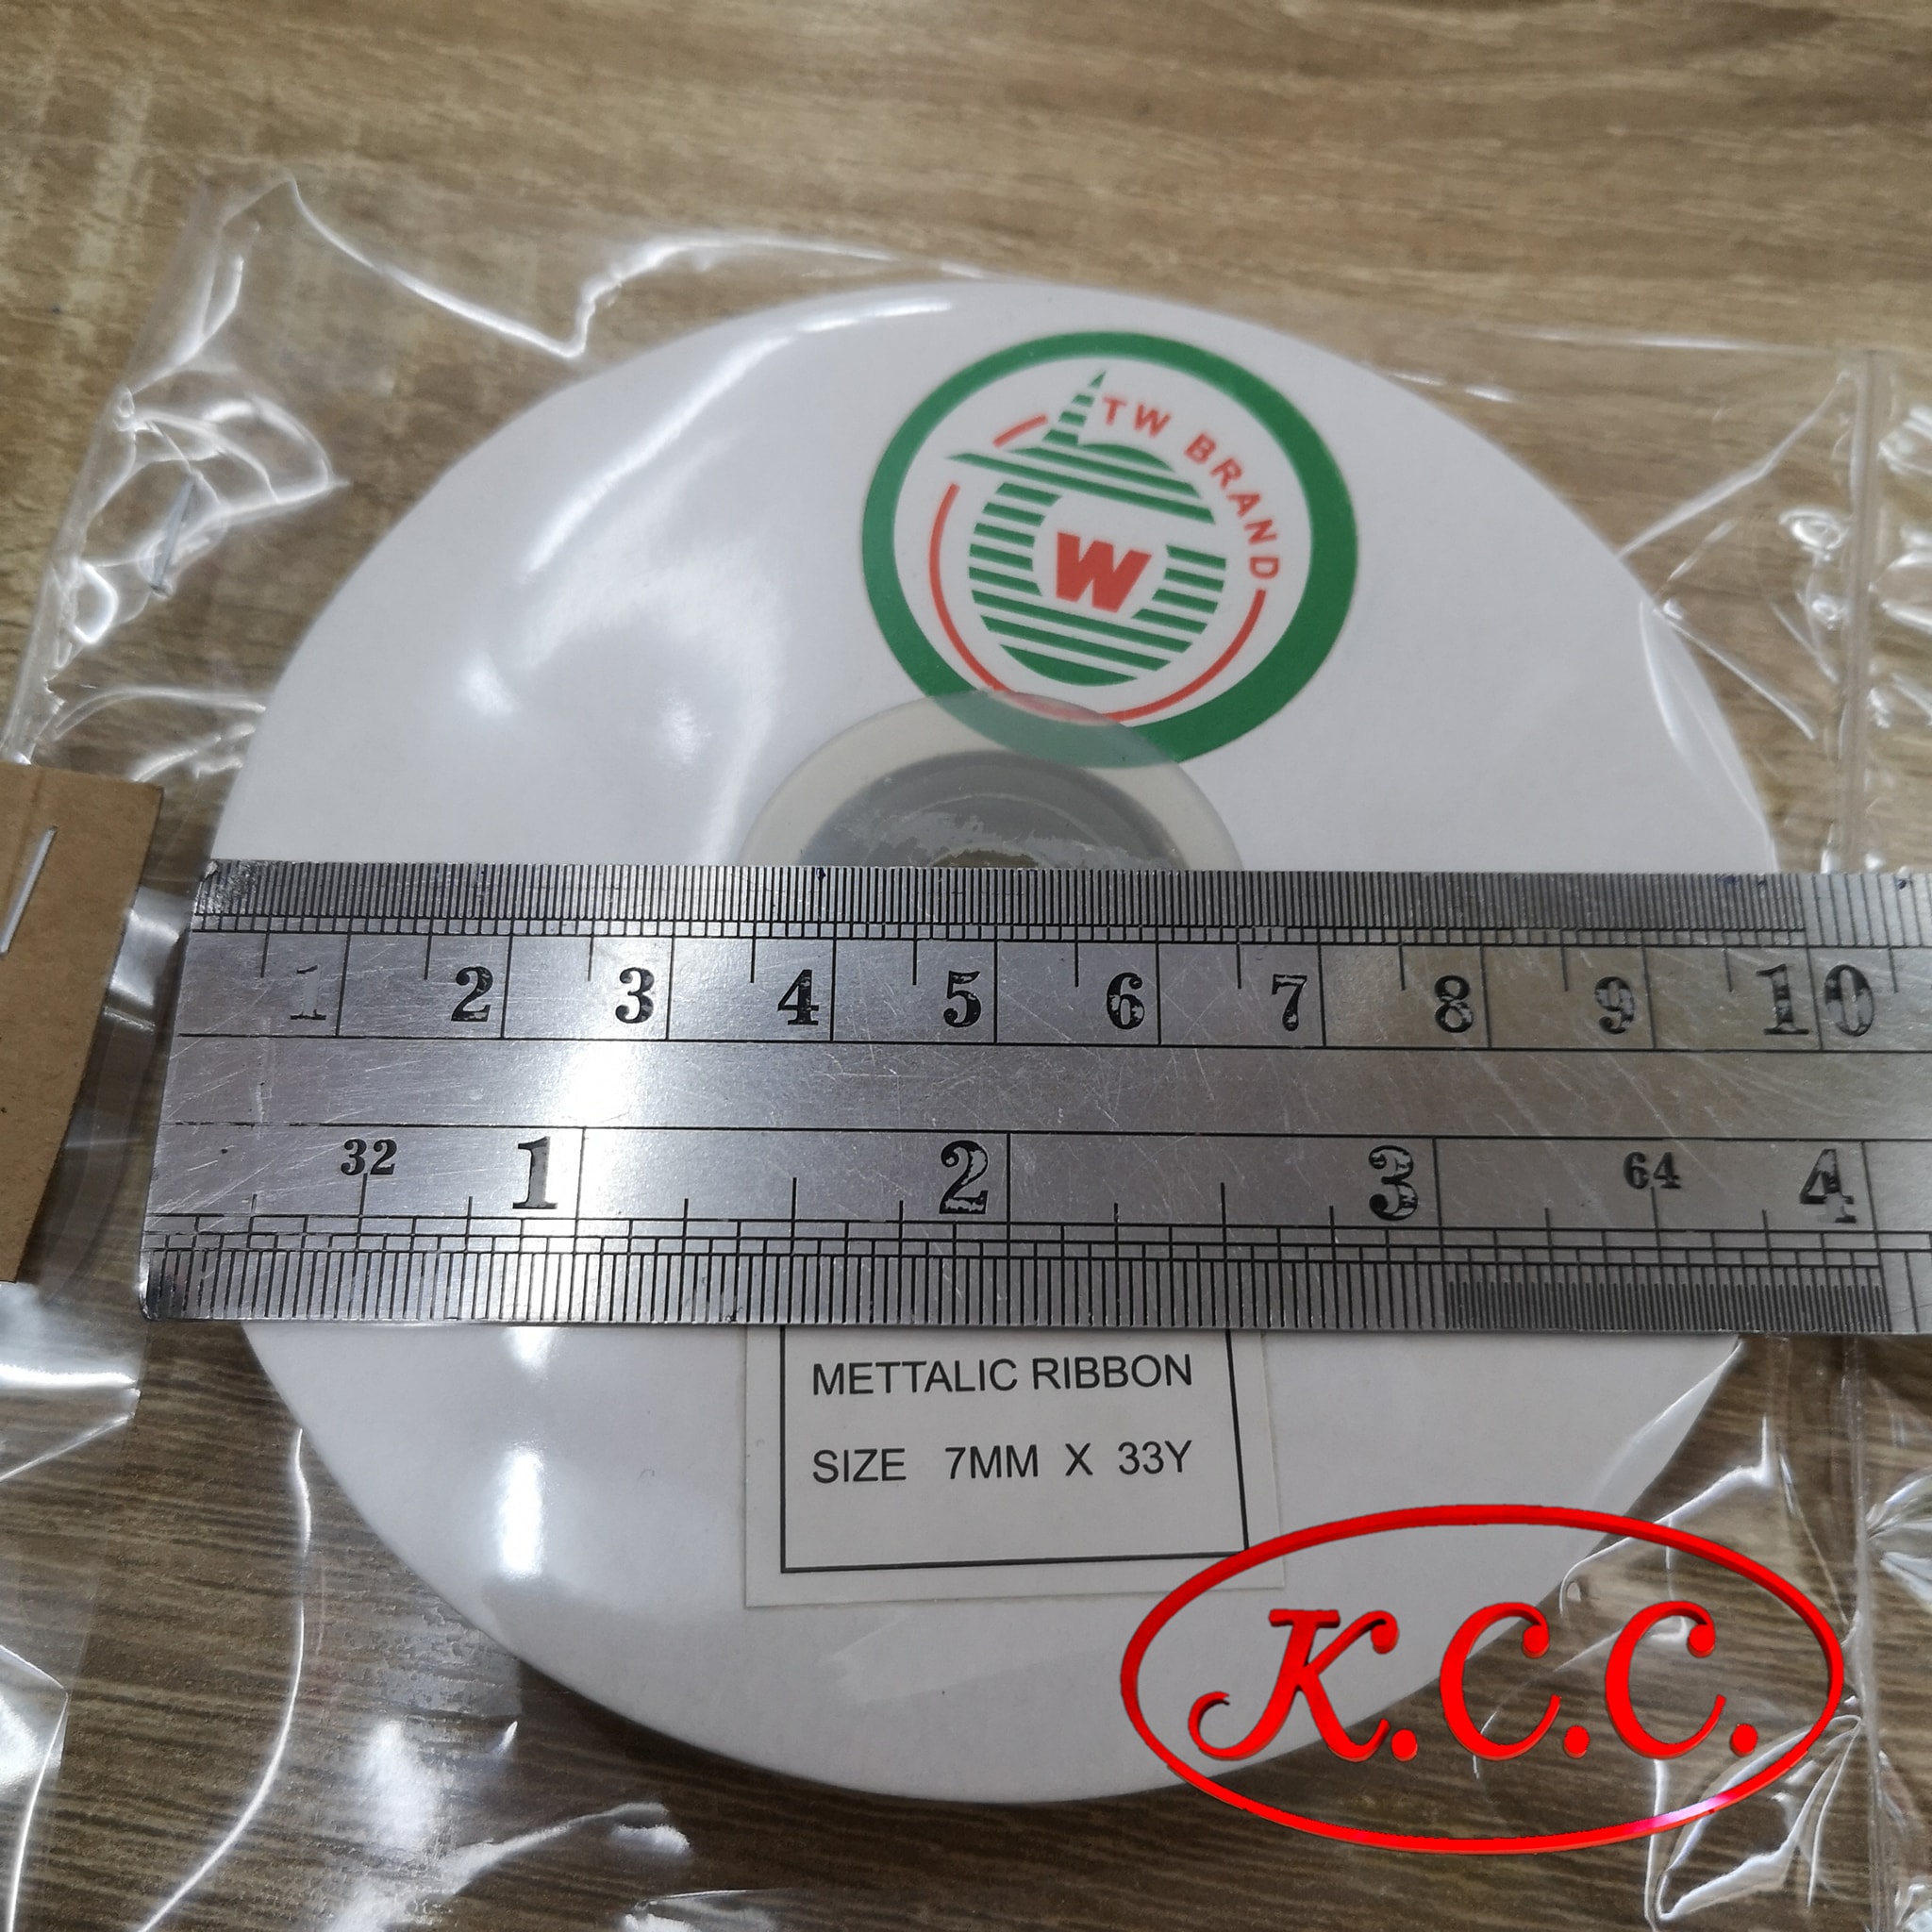 TW BRAND
W
1 2 3 4 5 6 7 8 9 10
32 1 2 3 64 4
METTALIC RIBBON
SIZE 7MM X 33Y
K.C.C.